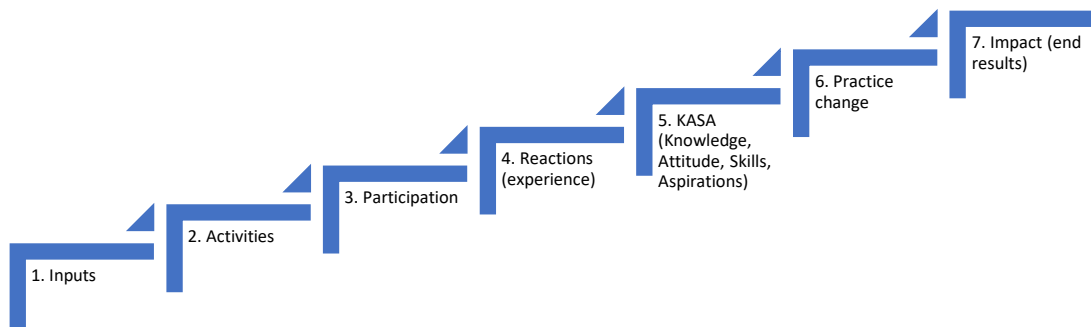 1. Inputs
2. Activities
3. Participation
4. Reactions
(experience)
5. KASA
(Knowledge,
Attitude, Skills,
Aspirations)
6. Practice
change
7. Impact (end
results)